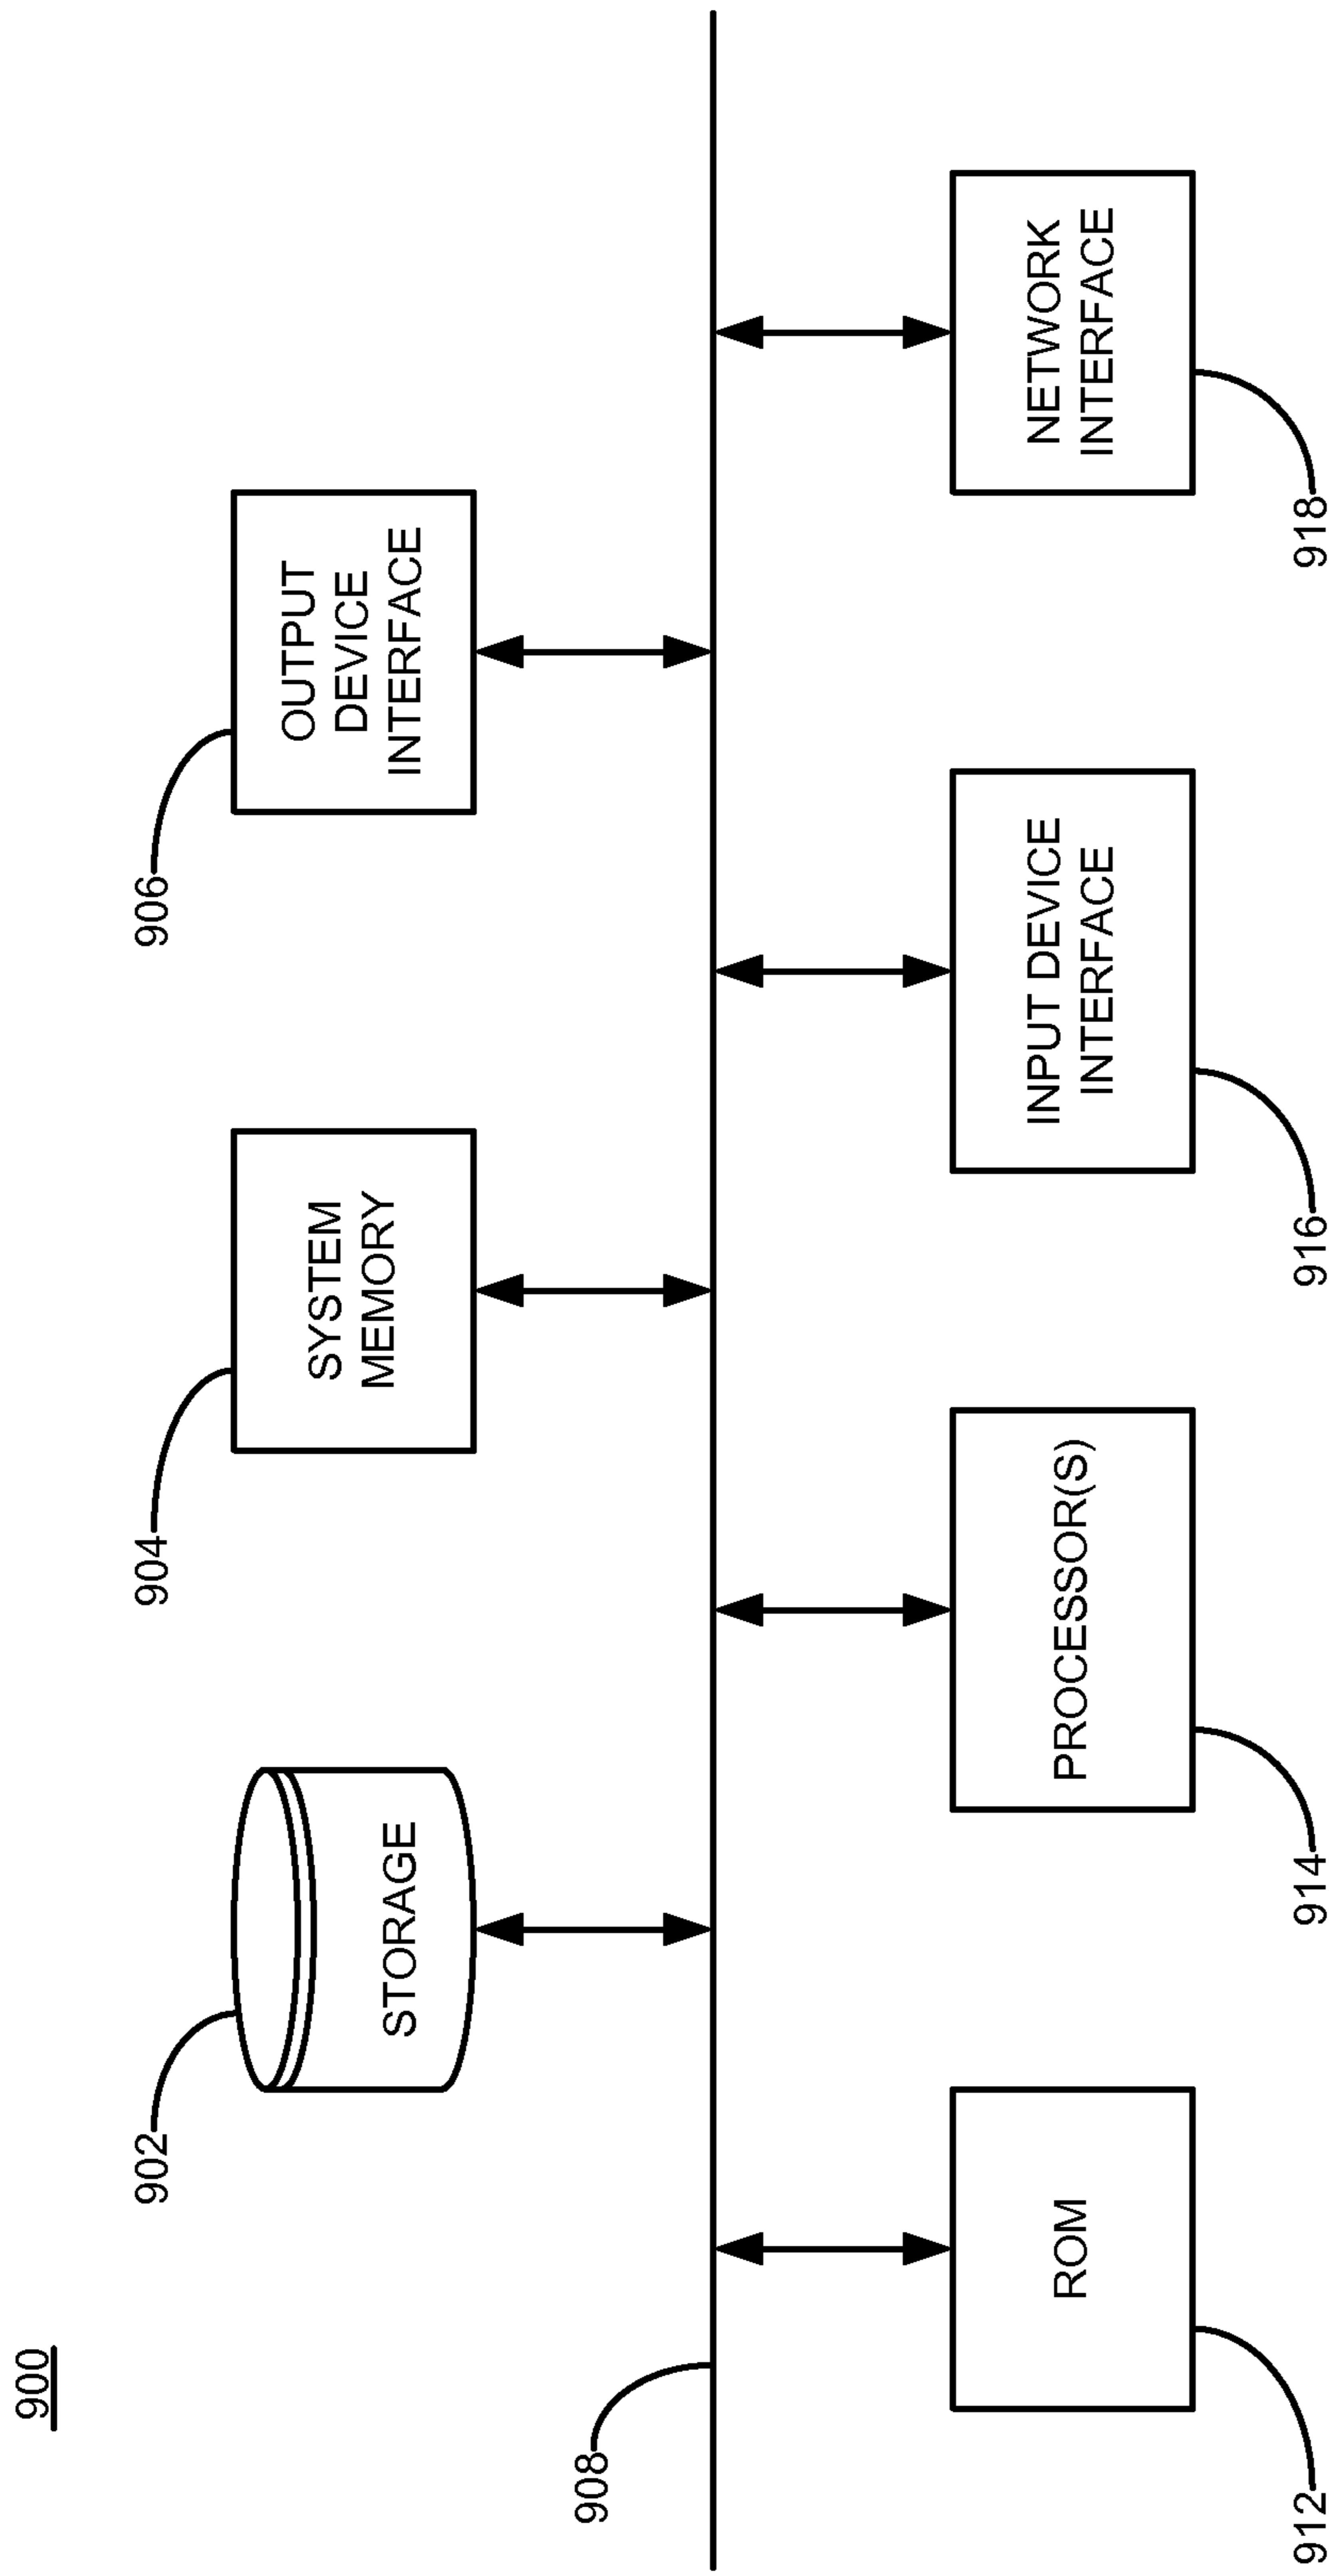 900
902
STORAGE
904
SYSTEM
MEMORY
906
OUTPUT
DEVICE
INTERFACE
908
ROM
912
PROCESSOR(S)
914
INPUT DEVICE
INTERFACE
916
NETWORK
INTERFACE
918